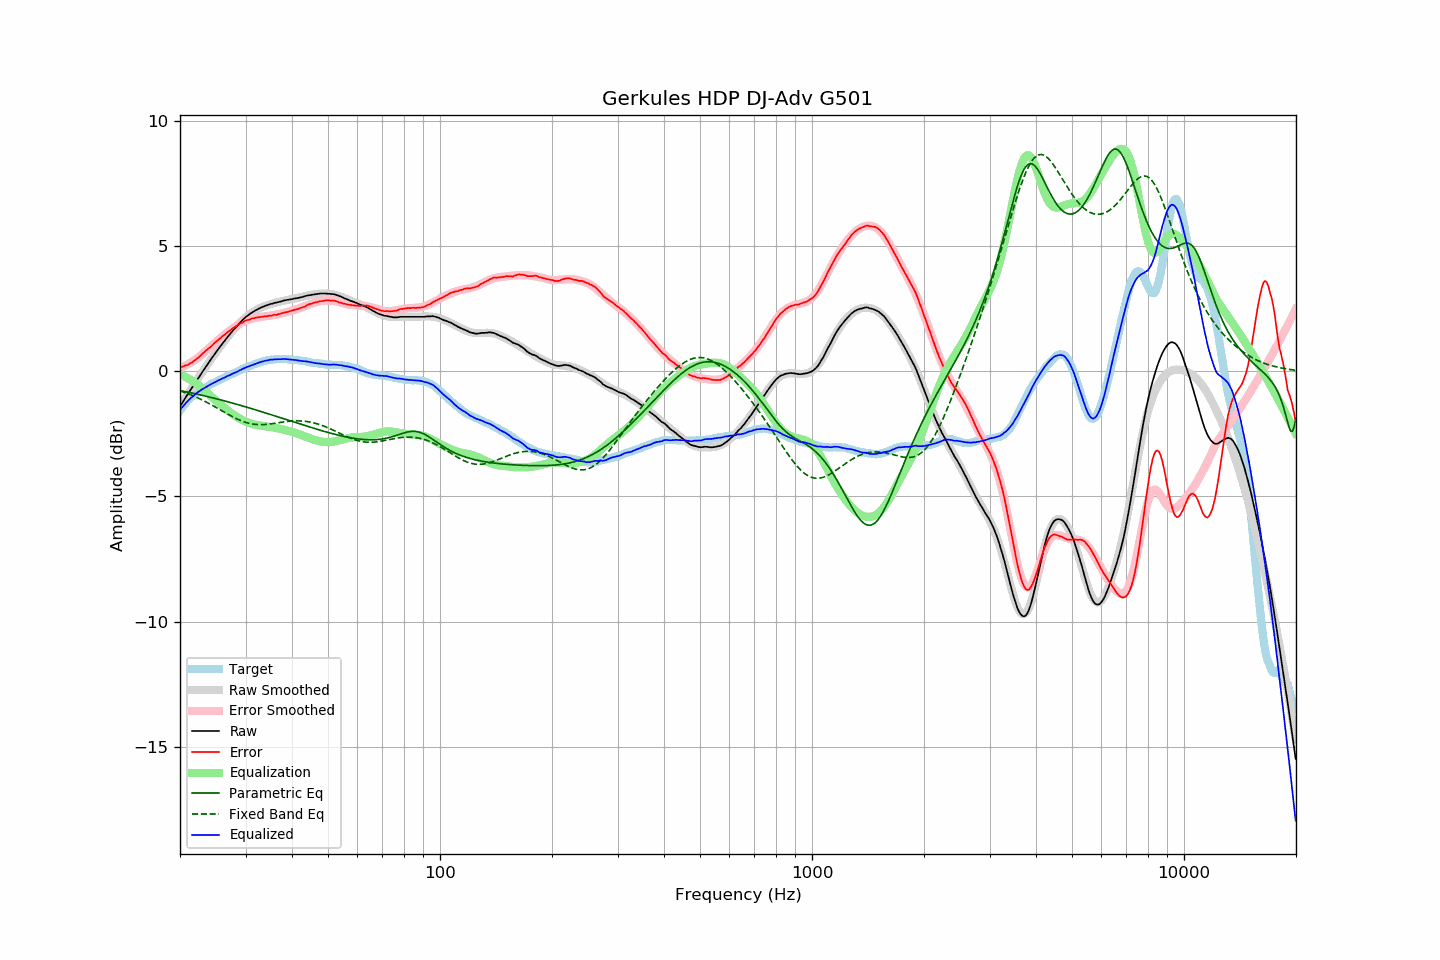 Gerkules HDP DJ-Adv G501
10
5
0
−5
−10
−15
Amplitude (dBr)
Target
Raw Smoothed
Error Smoothed
Raw
Error
Equalization
Parametric Eq
Fixed Band Eq
Equalized
100
1000
10000
Frequency (Hz)